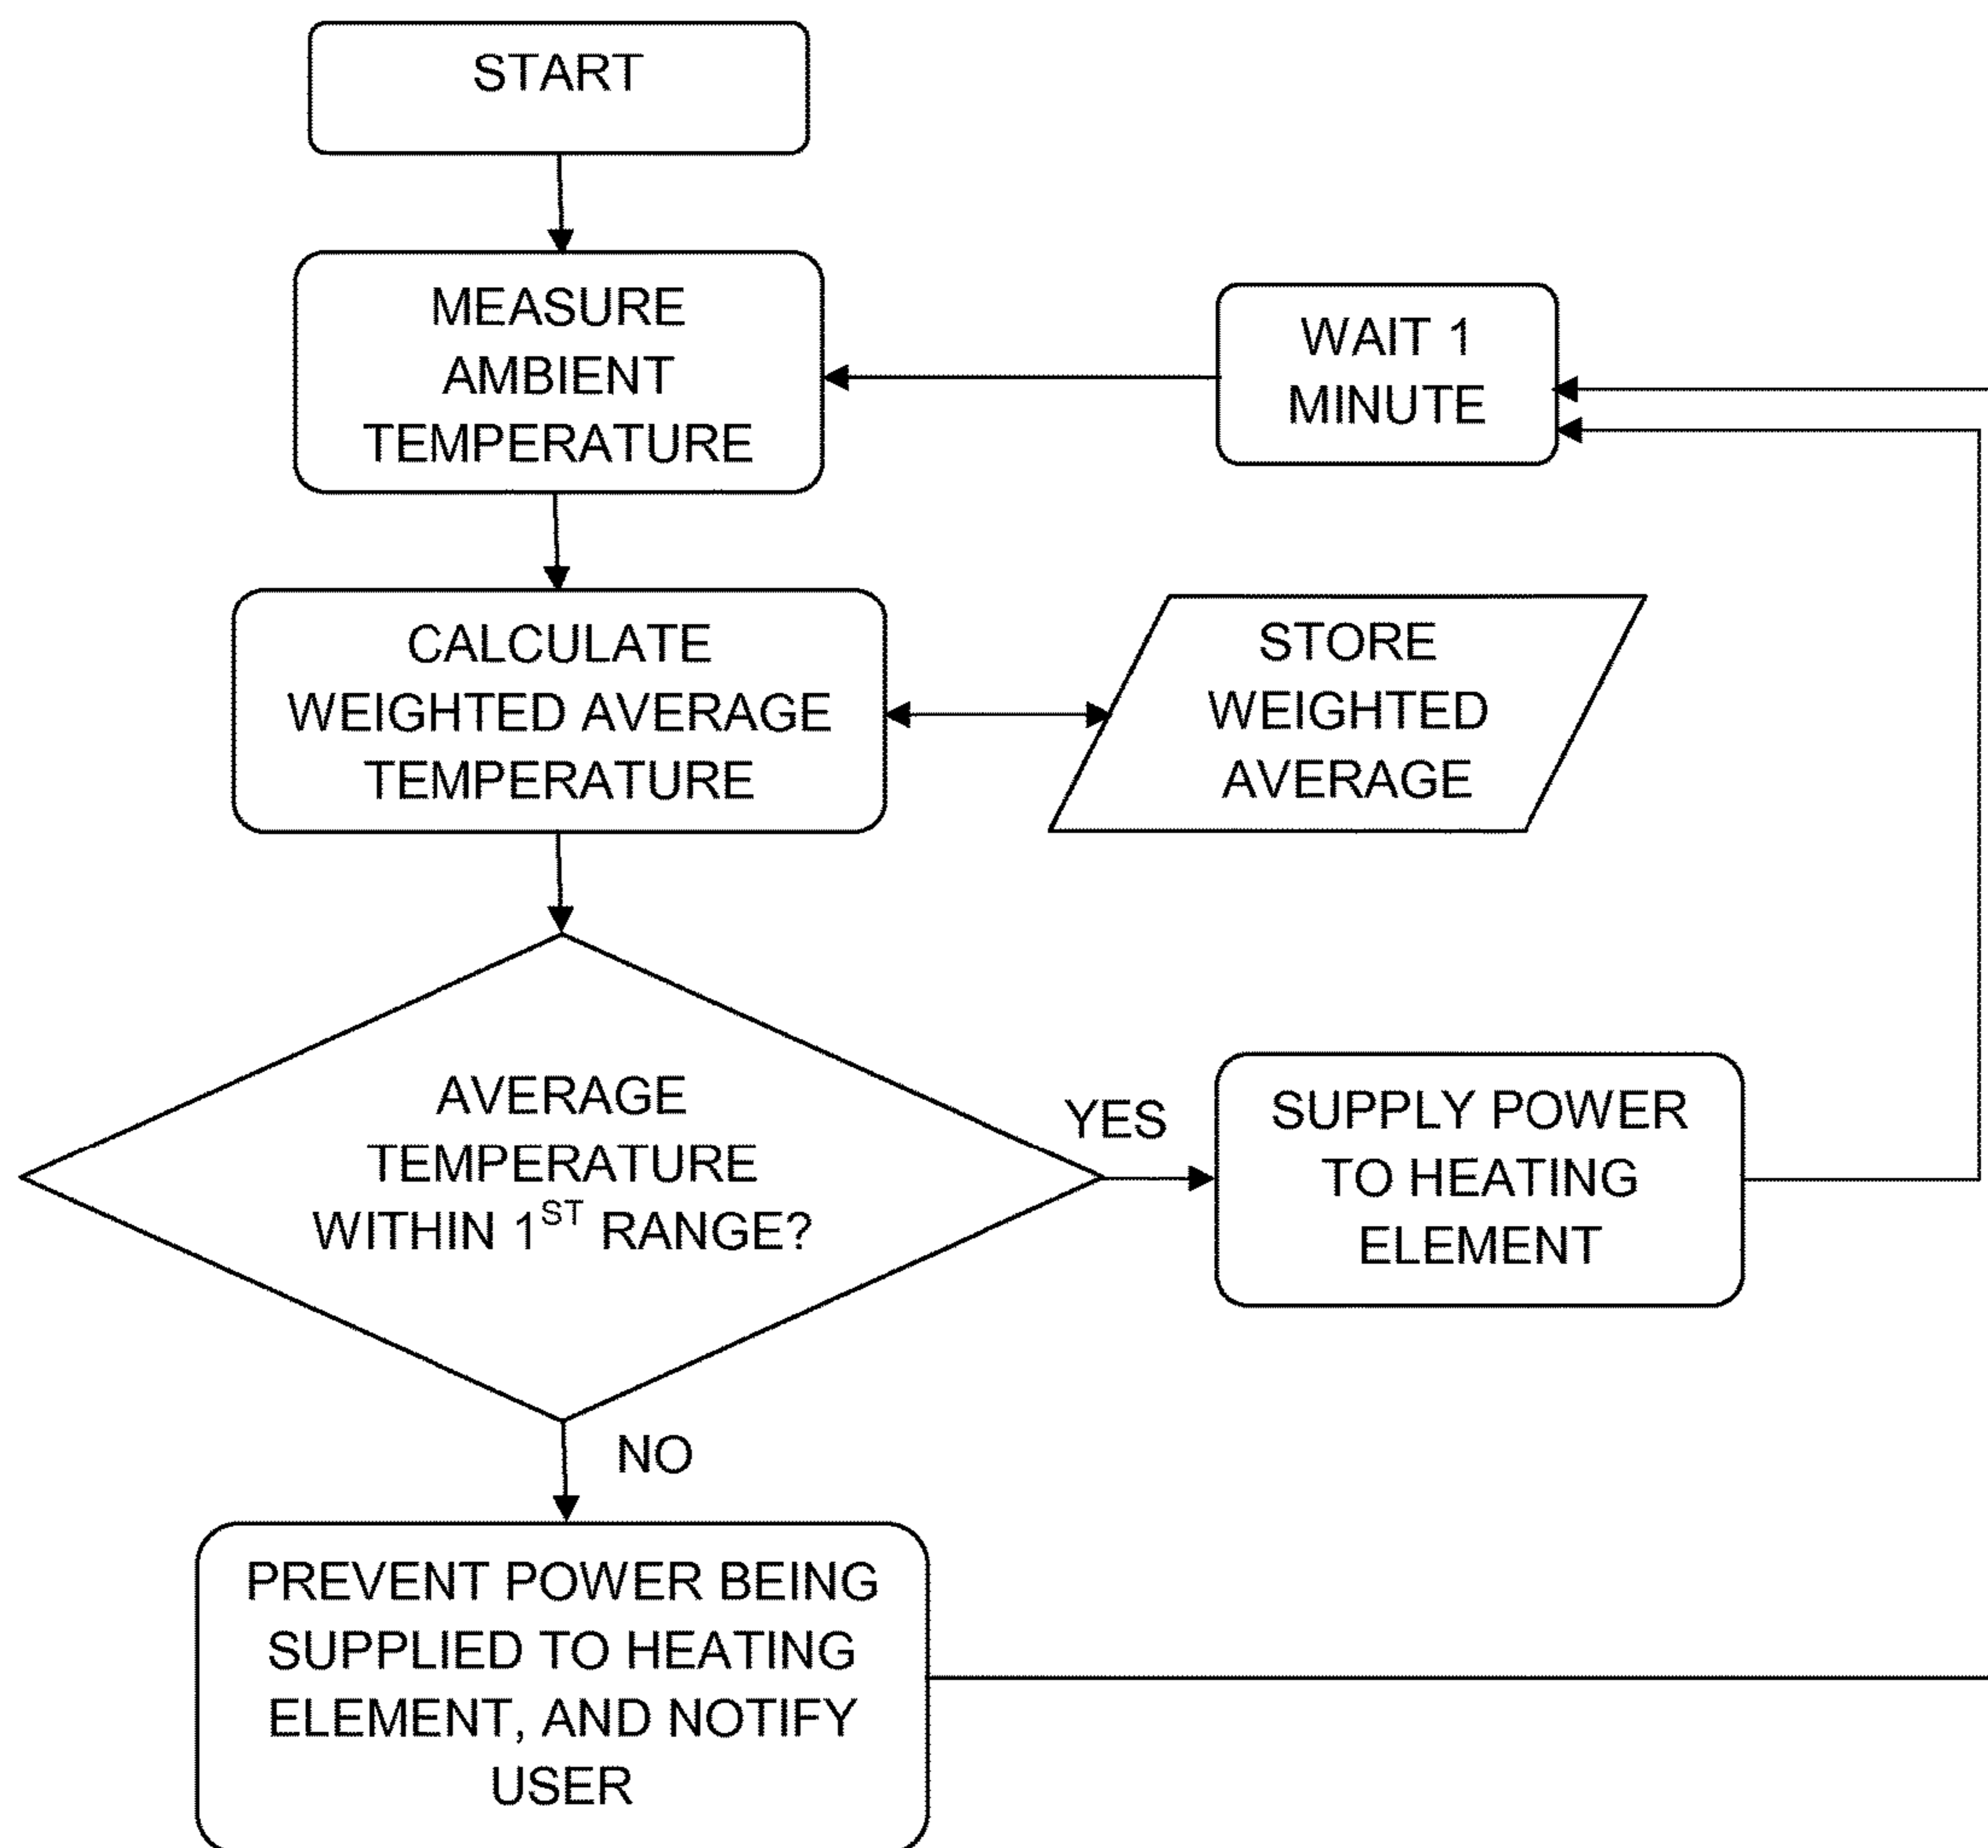 START
MEASURE
AMBIENT
TEMPERATURE
WAIT 1
MINUTE
CALCULATE
WEIGHTED AVERAGE
TEMPERATURE
STORE
WEIGHTED
AVERAGE
AVERAGE
TEMPERATURE
WITHIN 1ST RANGE?
YES
SUPPLY POWER
TO HEATING
ELEMENT
NO
PREVENT POWER BEING
SUPPLIED TO HEATING
ELEMENT, AND NOTIFY
USER